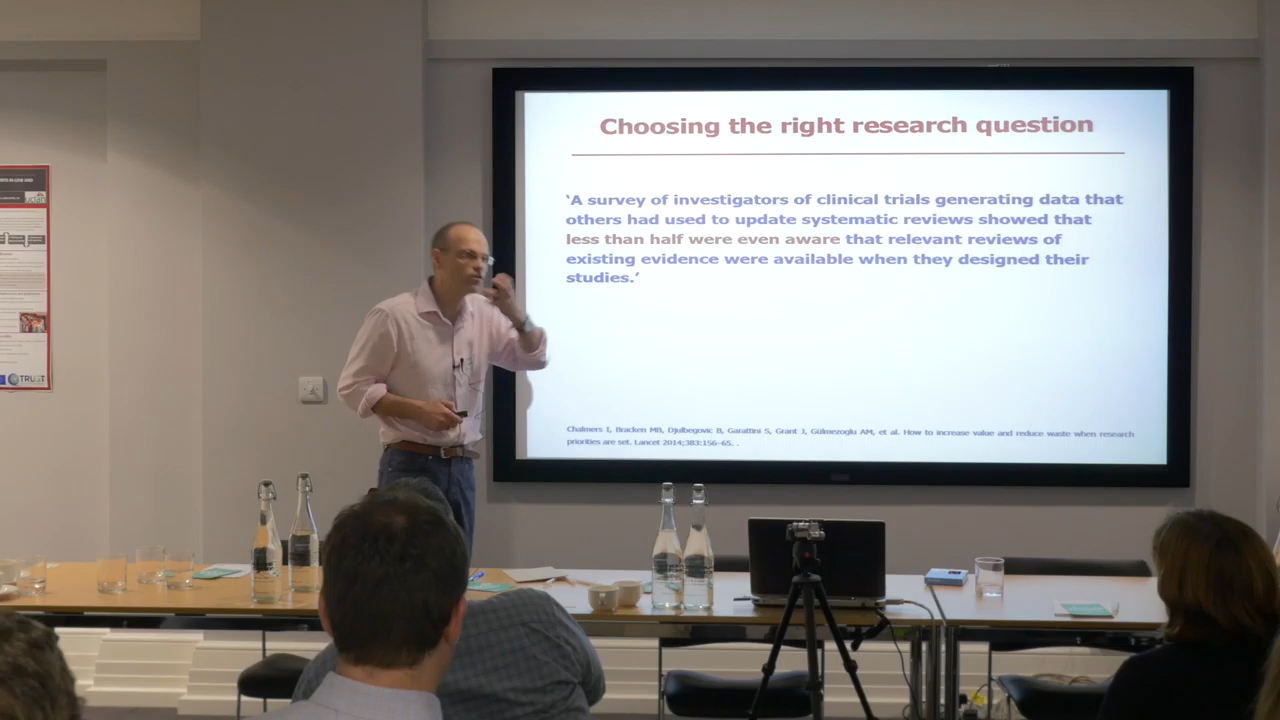 Choosing the right research question
‘A survey of investigators of clinical trials generating data that
others had used to update systematic reviews showed that
less than half were even aware that relevant reviews of
existing evidence were available when they designed their
studies.’
Chalmers I, Bracken MB, Djulbegovic B, Garattini S, Grant J, Gülmezoglu AM, et al. How to increase value and reduce waste when research
priorities are set. Lancet 2014;383:156–65. .
uclan
TRUST